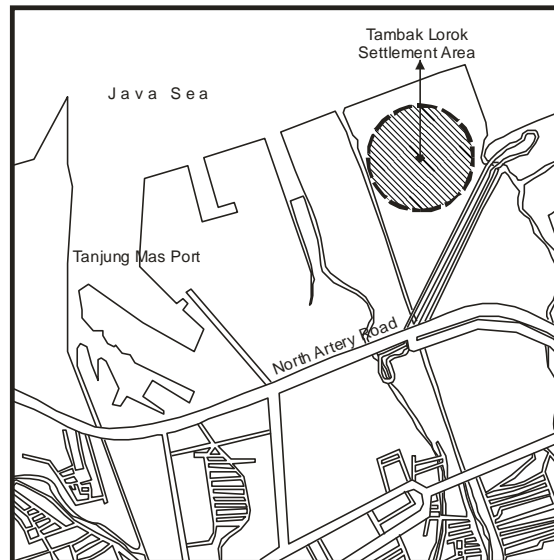 Tambak Lorok
Settlement Area
Java Sea
Tanjung Mas Port
North Artery Road